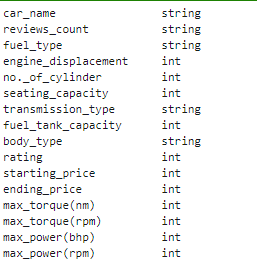 car_name string
reviews_count string
fuel_type string
engine_displacement int
no._of_cylinder int
seating_capacity int
transmission_type string
fuel_tank_capacity int
body_type string
rating int
starting_price int
ending_price int
max_torque(nm) int
max_torque(rpm) int
max_power(bhp) int
max_power(rpm) int